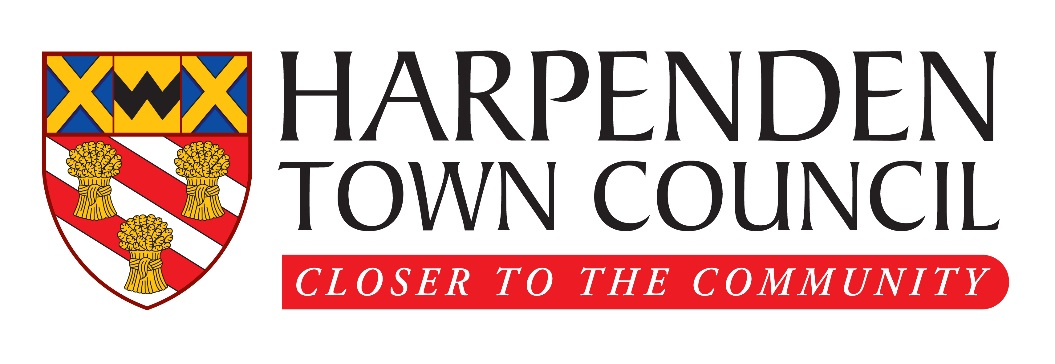 HARPENDEN
TOWN COUNCIL
CLOSER TO THE COMMUNITY